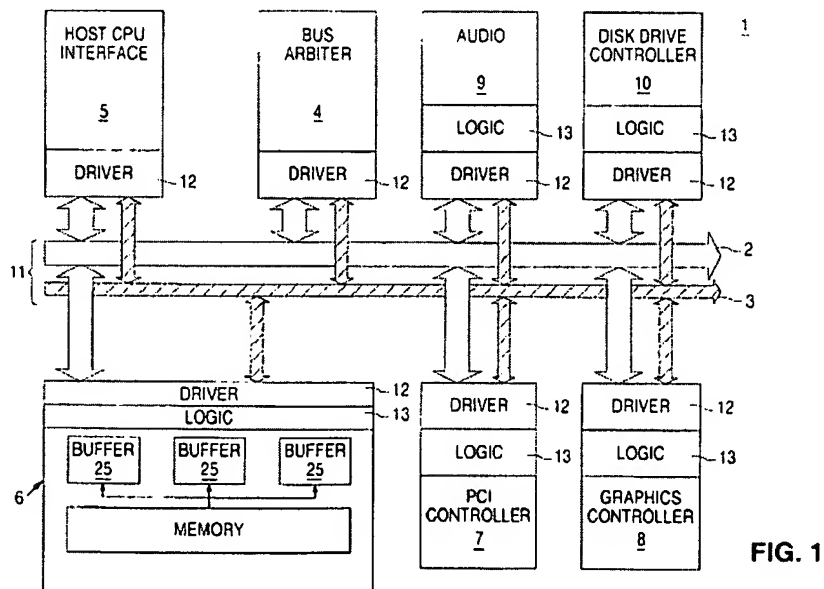 HOST CPU
INTERFACE
5
DRIVER
12
BUS
ARBITER
4
DRIVER
12
AUDIO
9
LOGIC
13
DRIVER
12
DISK DRIVE
CONTROLLER
10
LOGIC
13
DRIVER
12
1
11
2
3
DRIVER
12
LOGIC
13
BUFFER
25
BUFFER
25
BUFFER
25
6
MEMORY
DRIVER
12
LOGIC
13
PCI
CONTROLLER
7
DRIVER
12
LOGIC
13
GRAPHICS
CONTROLLER
8
FIG. 1